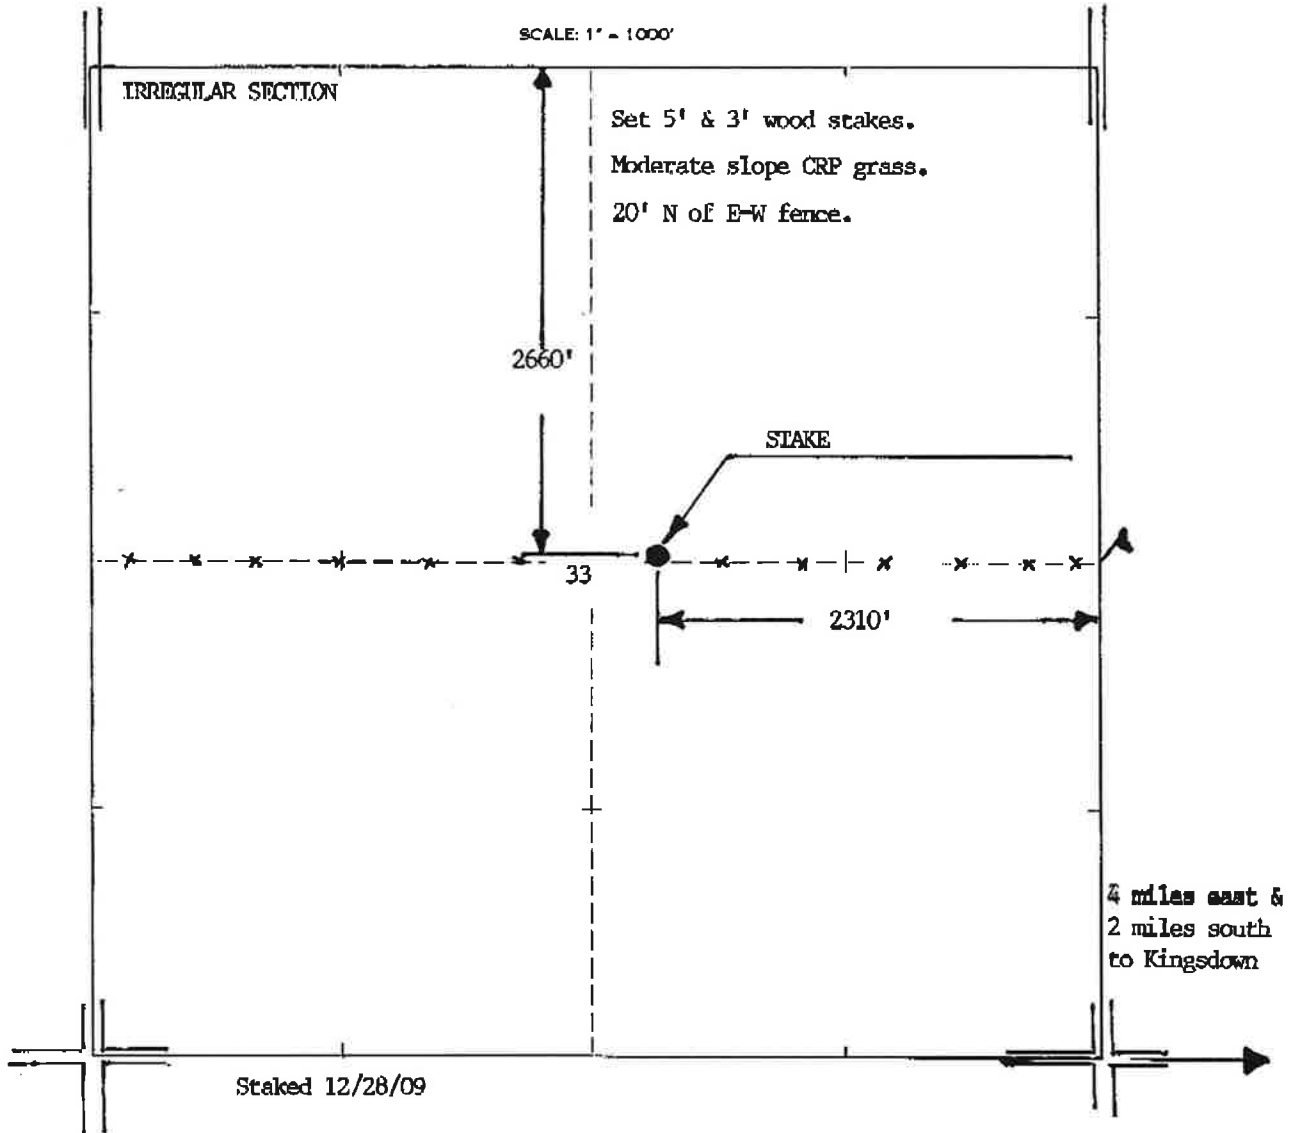 SCALE: 1" = 1000'
IRREGULAR SECTION
Set 5' & 3' wood stakes.
Moderate slope CRP grass.
20' N of E-W fence.
2660'
STAKE
33
2310'
4 miles east &
2 miles south
to Kingsdown
Staked 12/28/09